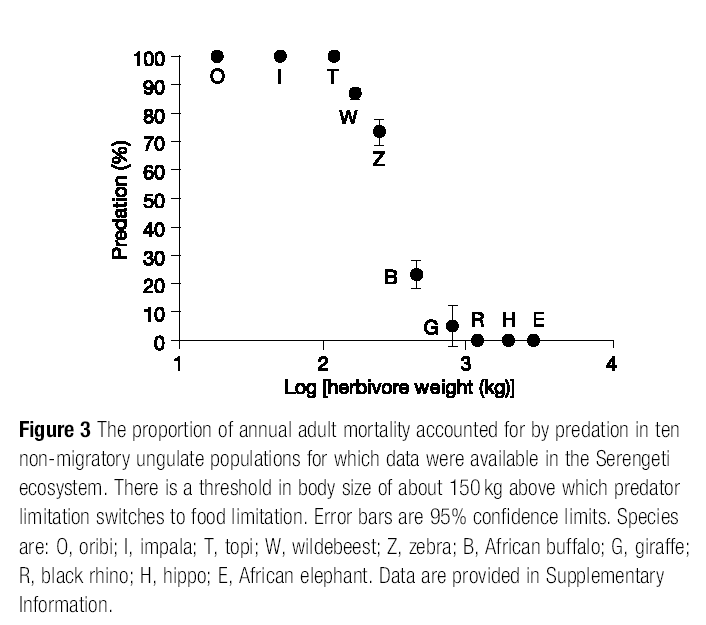 100
O
I
T
90
W
80
Z
70
60
50
40
30
B
20
10
G
R
H
E
0
1
2
3
4
Predation (%)
Log [herbivore weight (kg)]
Figure 3 The proportion of annual adult mortality accounted for by predation in ten
non-migratory ungulate populations for which data were available in the Serengeti
ecosystem. There is a threshold in body size of about 150 kg above which predator
limitation switches to food limitation. Error bars are 95% confidence limits. Species
are: O, oribi; I, impala; T, topi; W, wildebeest; Z, zebra; B, African buffalo; G, giraffe;
R, black rhino; H, hippo; E, African elephant. Data are provided in Supplementary
Information.